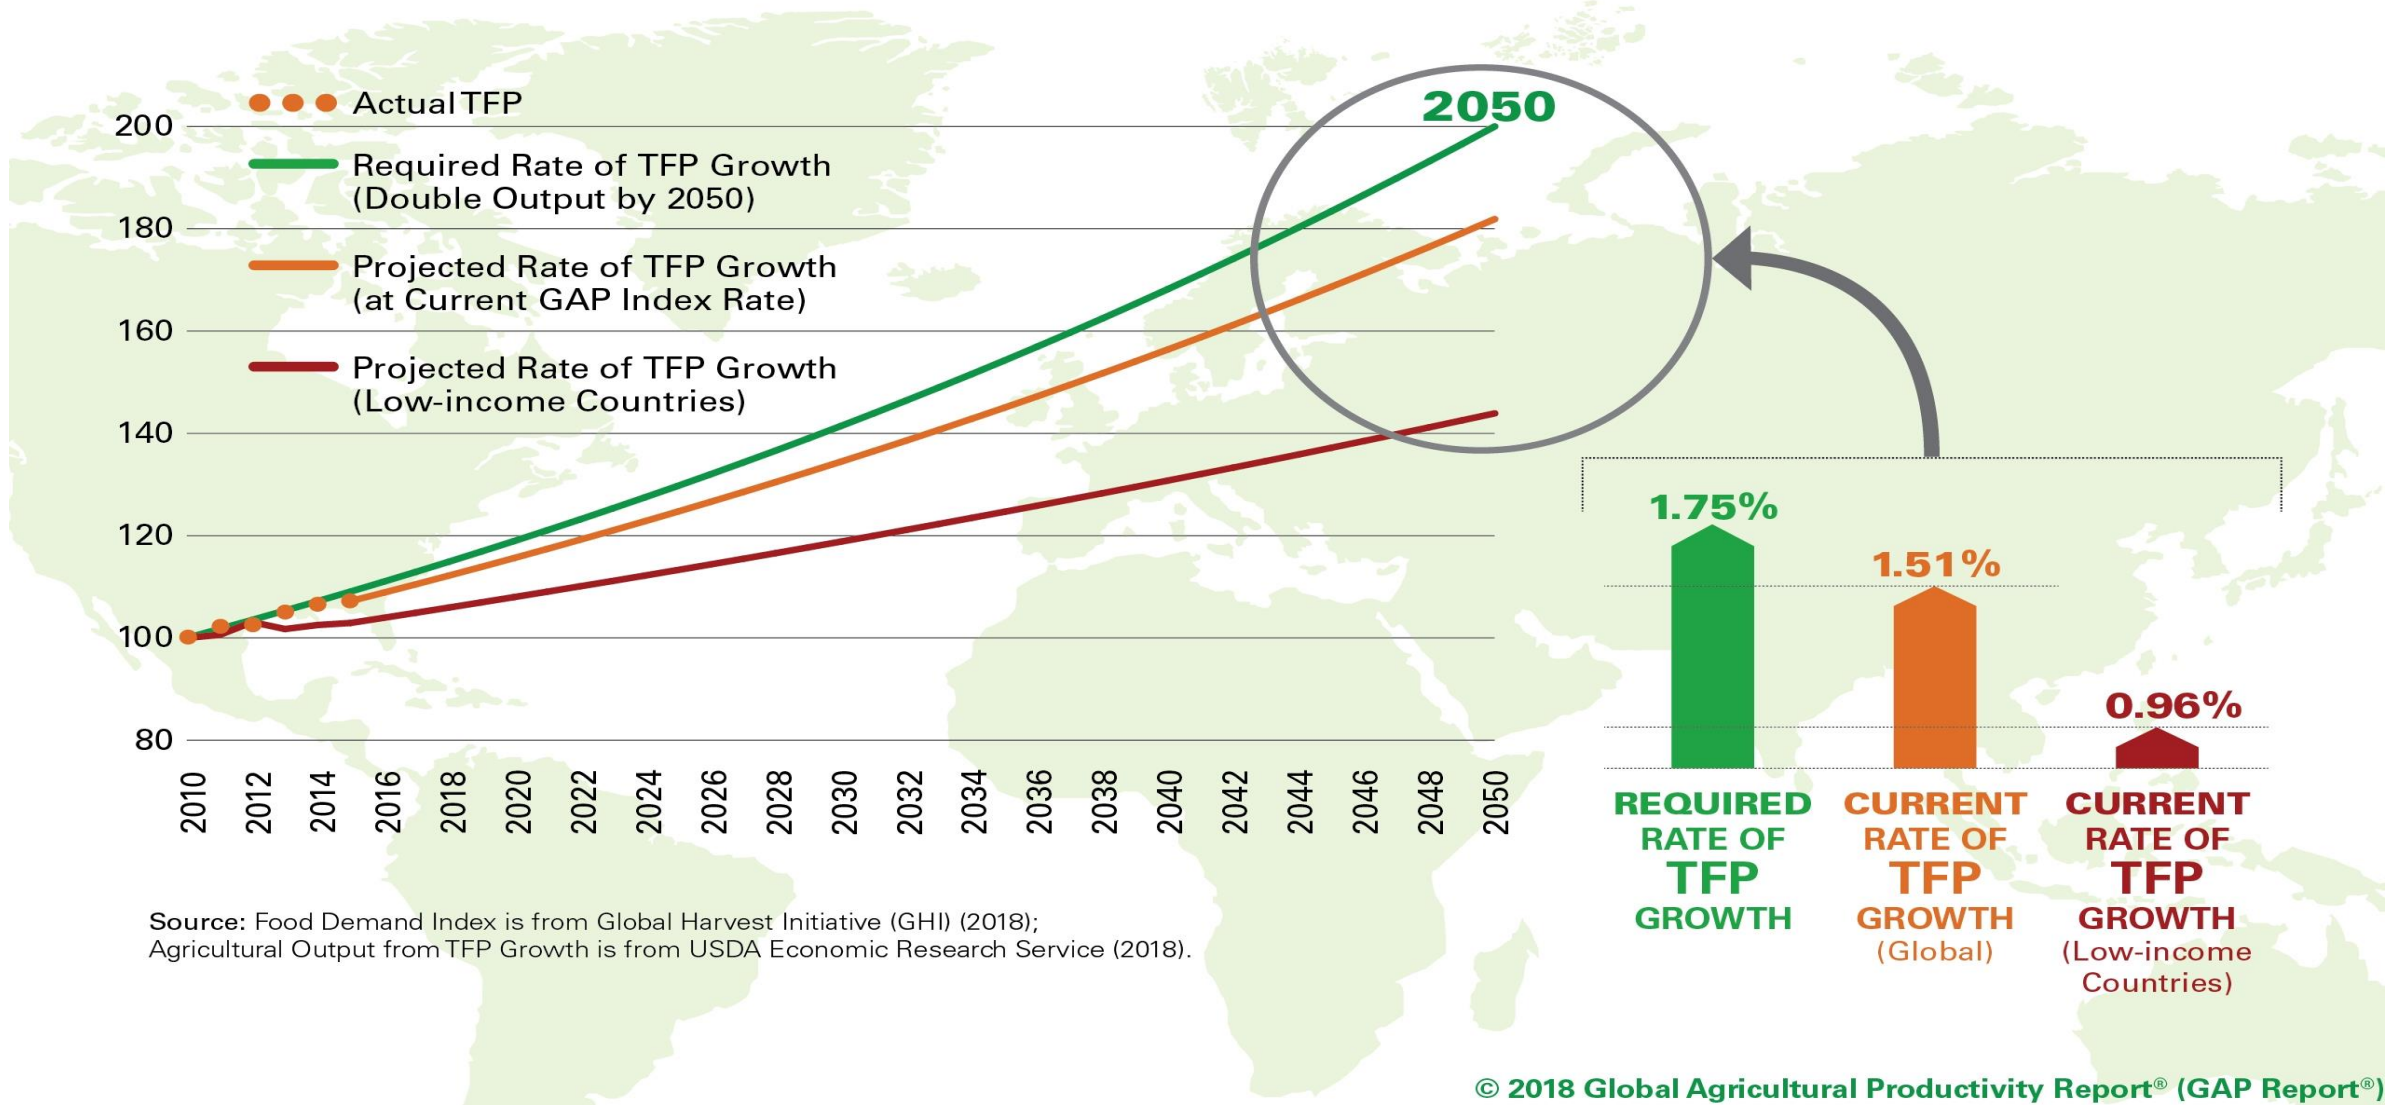 Actual TFP
Required Rate of TFP Growth
(Double Output by 2050)
Projected Rate of TFP Growth
(at Current GAP Index Rate)
Projected Rate of TFP Growth
(Low-income Countries)
200
180
160
140
120
100
80
2010
2012
2014
2016
2018
2020
2022
2024
2026
2028
2030
2032
2034
2036
2038
2040
2042
2044
2046
2048
2050
2050
1.75%
1.51%
0.96%
REQUIRED
RATE OF
TFP
GROWTH
CURRENT
RATE OF
TFP
GROWTH
(Global)
CURRENT
RATE OF
TFP
GROWTH
(Low-income
Countries)
Source: Food Demand Index is from Global Harvest Initiative (GHI) (2018);
Agricultural Output from TFP Growth is from USDA Economic Research Service (2018).
© 2018 Global Agricultural Productivity Report® (GAP Report®)